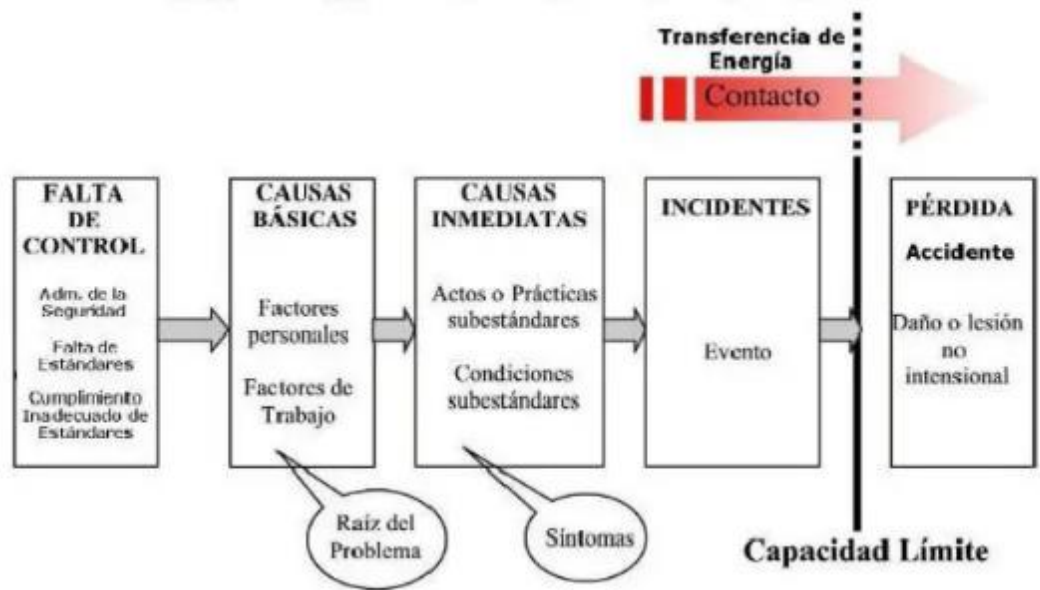 Transferencia de
Energía
Contacto
FALTA
DE
CONTROL
Adm. de la
Seguridad
Falta de
Estándares
Cumplimiento
Inadecuado de
Estándares
CAUSAS
BÁSICAS
Factores
personales
Factores de
Trabajo
Raíz del
Problema
CAUSAS
INMEDIATAS
Actos o Prácticas
subestándares
Condiciones
subestándares
Síntomas
INCIDENTES
Evento
PÉRDIDA
Accidente
Daño o lesión
no
intensional
Capacidad Límite